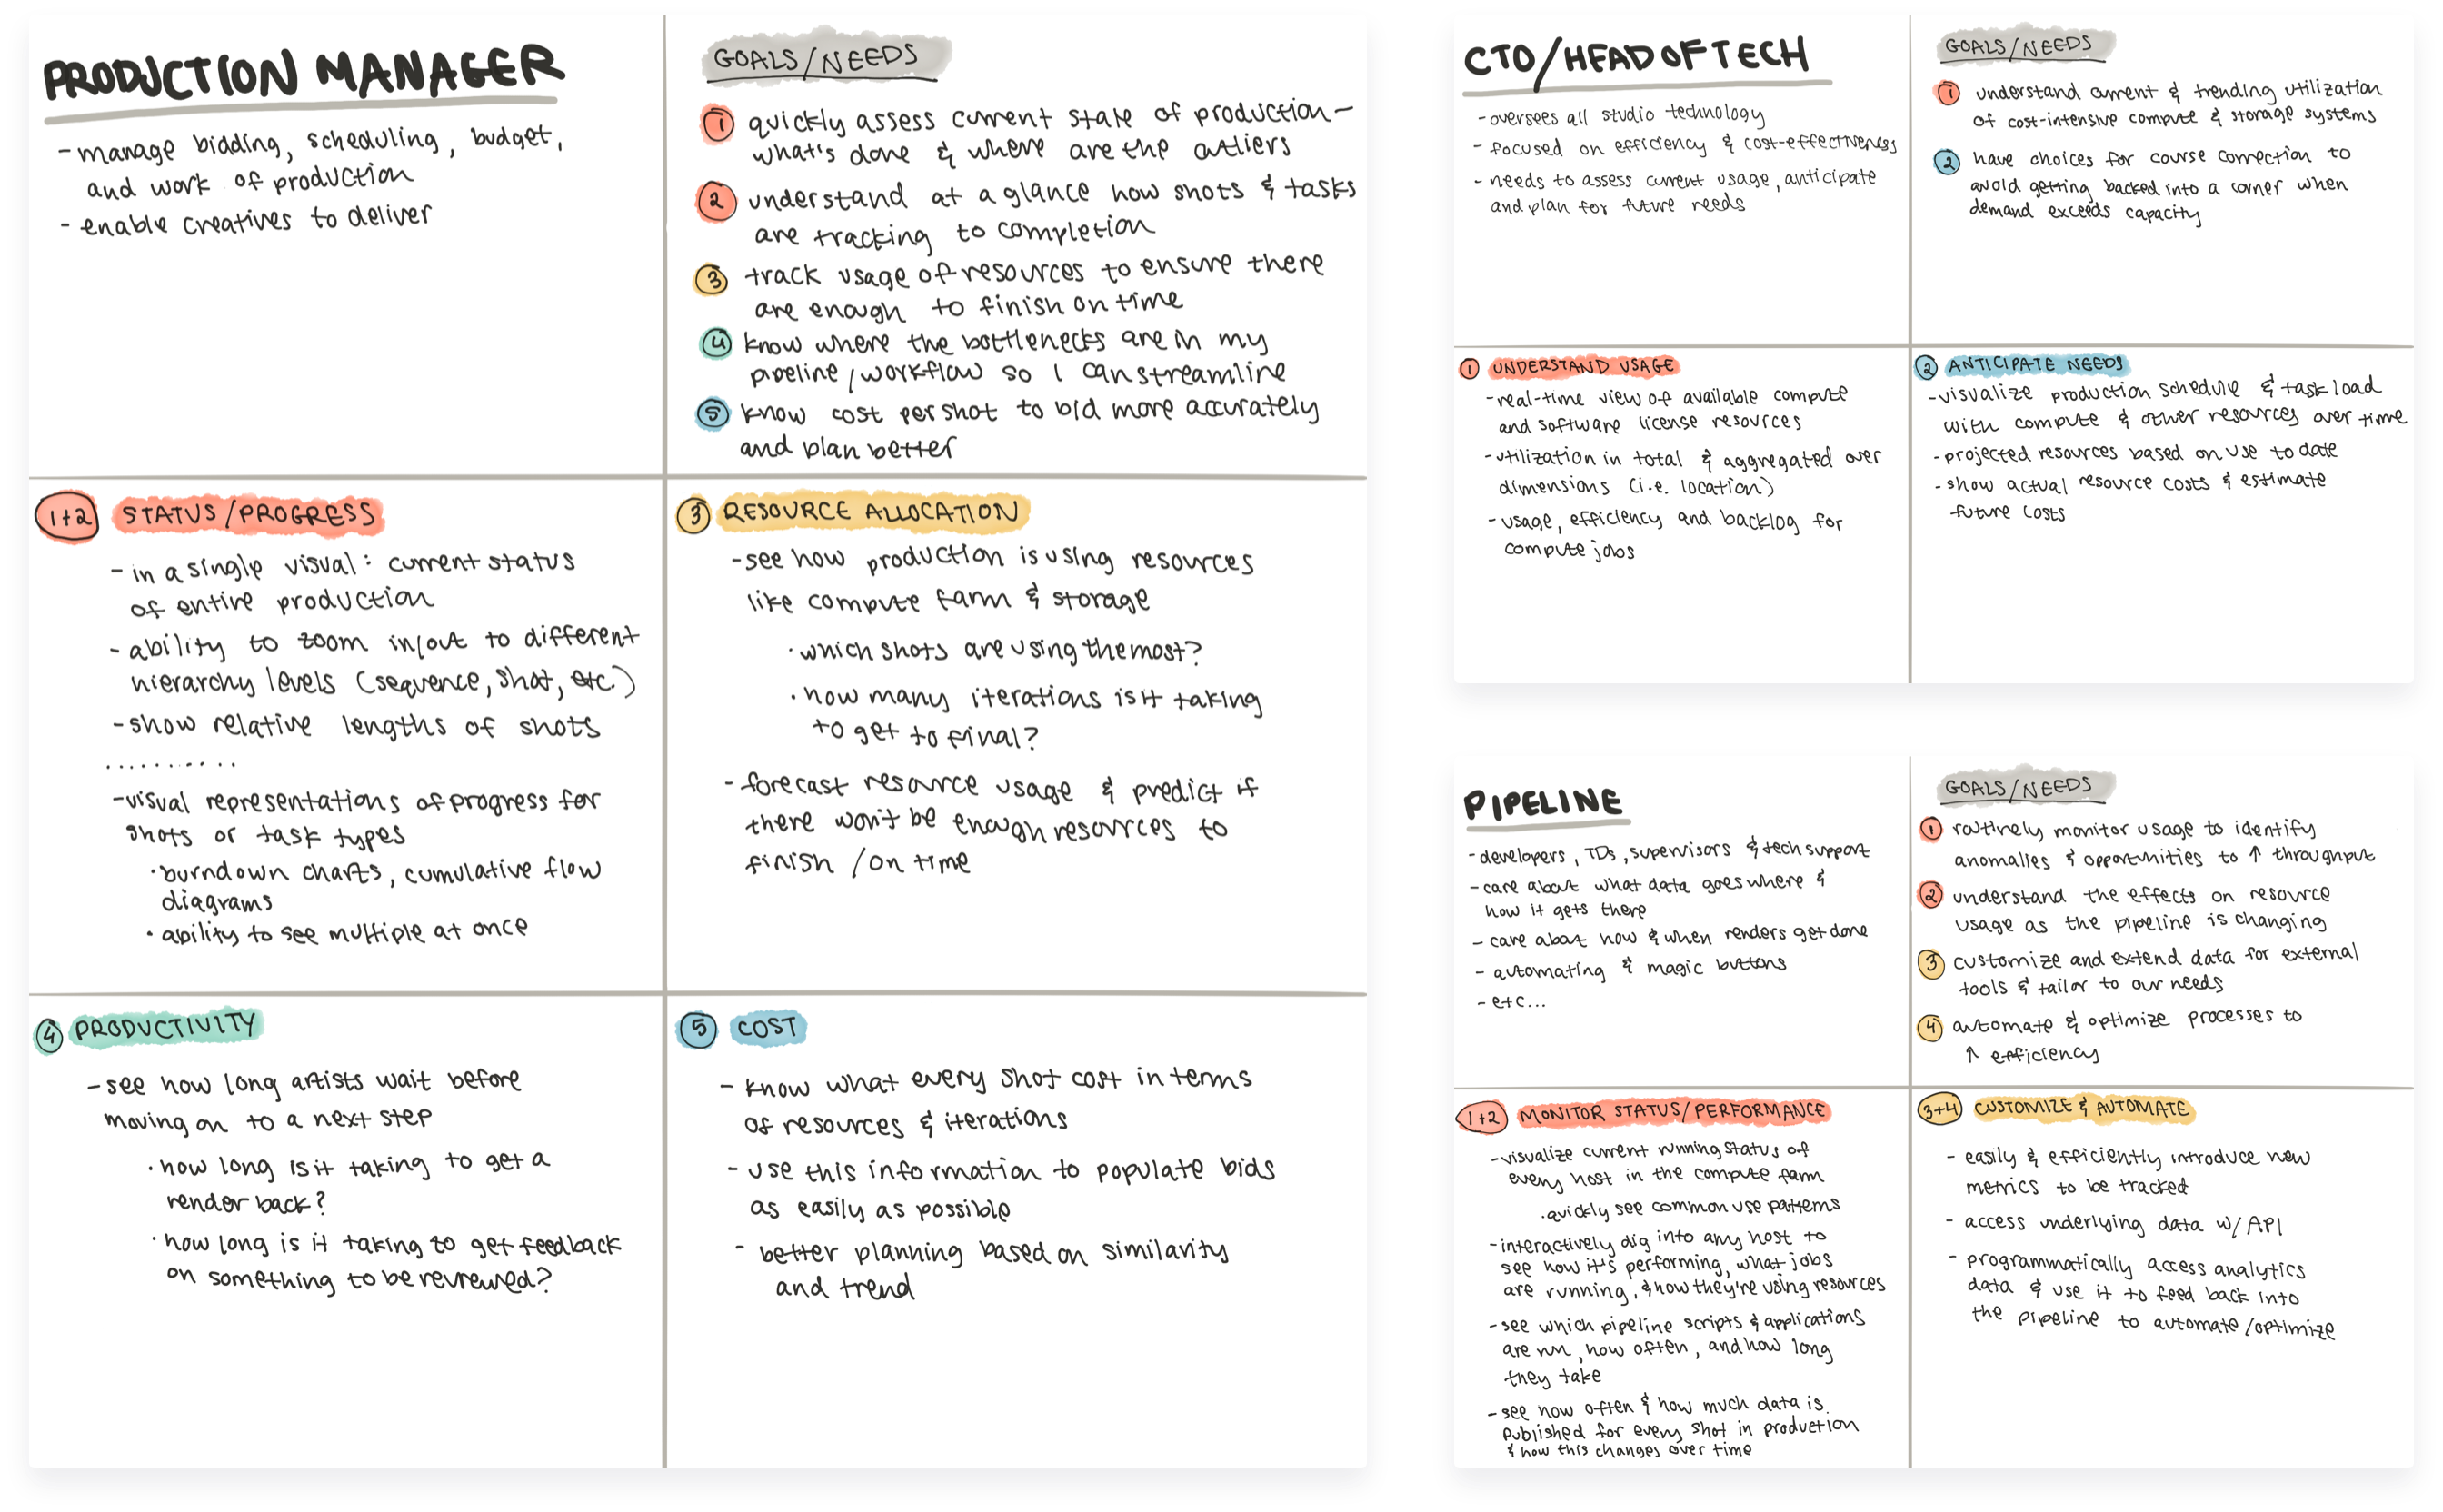 PRODUCTION MANAGER
- manage bidding, scheduling, budget,
and work of production
- enable creatives to deliver
GOALS/NEEDS
1 quickly assess current state of production -
what's done & where are the outliers
2 understand at a glance how shots & tasks
are tracking to completion
3 track usage of resources to ensure there
are enough to finish on time
4 know where the bottlenecks are in my
pipeline/workflow so I can streamline
5 know cost per shot to bid more accurately
and plan better
1+2 STATUS/PROGRESS
- in a single visual: current status
of entire production
- ability to zoom in/out to different
hierarchy levels (sequence, shot, etc.)
- show relative lengths of shots
..........
- visual representations of progress for
shots or task types
· burndown charts, cumulative flow
diagrams
· ability to see multiple at once
3 RESOURCE ALLOCATION
- see how production is using resources
like compute farm & storage
· which shots are using the most?
· how many iterations is it taking
to get to final?
- forecast resource usage & predict if
there won't be enough resources to
finish / on time
4 PRODUCTIVITY
- see how long artists wait before
moving on to a next step
· how long is it taking to get a
render back?
· how long is it taking to get feedback
on something to be reviewed?
5 COST
- know what every shot cost in terms
of resources & iterations
- use this information to populate bids
as easily as possible
- better planning based on similarity
and trend
CTO/HEAD OF TECH
- oversees all studio technology
- focused on efficiency & cost-effectiveness
- needs to assess current usage, anticipate
and plan for future needs
GOALS/NEEDS
1 understand current & trending utilization
of cost-intensive compute & storage systems
2 have choices for course correction to
avoid getting backed into a corner when
demand exceeds capacity
1 UNDERSTAND USAGE
- real-time view of available compute
and software license resources
- utilization in total & aggregated over
dimensions (i.e. location)
- usage, efficiency and backlog for
compute jobs
2 ANTICIPATE NEEDS
- visualize production schedule & task load
with compute & other resources over time
- projected resources based on use to date
- show actual resource costs & estimate
future costs
PIPELINE
- developers, TDs, supervisors & tech support
- care about what data goes where &
how it gets there
- care about how & when renders get done
- automating & magic buttons
- etc...
GOALS/NEEDS
1 routinely monitor usage to identify
anomalies & opportunities to ↑ throughput
2 understand the effects on resource
usage as the pipeline is changing
3 customize and extend data for external
tools & tailor to our needs
4 automate & optimize processes to
↑ efficiency
1+2 MONITOR STATUS/PERFORMANCE
- visualize current running status of
every host in the compute farm
· quickly see common use patterns
- interactively dig into any host to
see how it's performing, what jobs
are running, & how they're using resources
- see which pipeline scripts & applications
are run, how often, and how long
they take
- see how often & how much data is
published for every shot in production
& how this changes over time
3+4 CUSTOMIZE & AUTOMATE
- easily & efficiently introduce new
metrics to be tracked
- access underlying data w/ API
- programmatically access analytics
data & use it to feed back into
the pipeline to automate/optimize